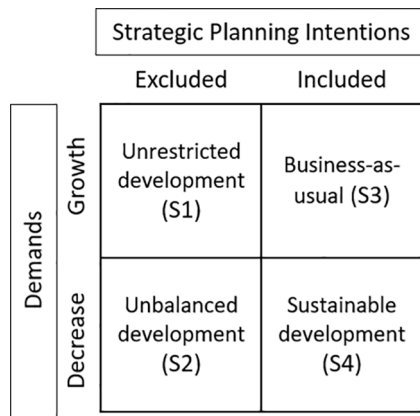 Strategic Planning Intentions
Excluded
Included
Demands
Growth
Unrestricted
development
(S1)
Business-as-
usual (S3)
Decrease
Unbalanced
development
(S2)
Sustainable
development
(S4)